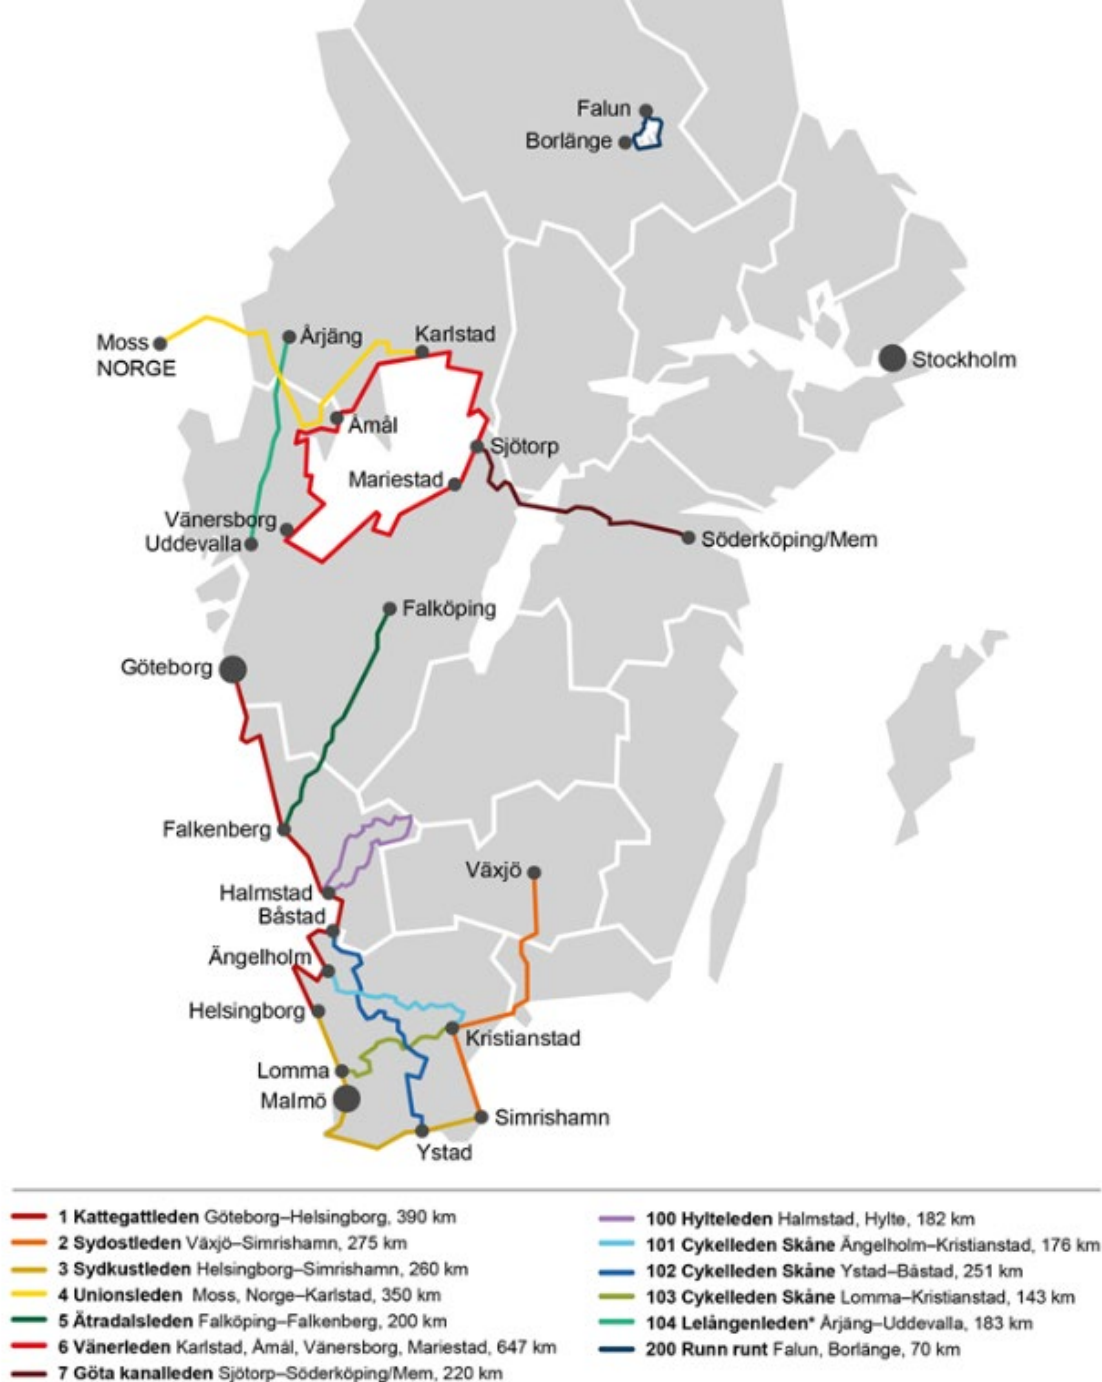 Falun
Borlänge
Moss
NORGE
Årjäng
Karlstad
Stockholm
Åmål
Sjötorp
Mariestad
Vänersborg
Uddevalla
Söderköping/Mem
Falköping
Göteborg
Falkenberg
Växjö
Halmstad
Båstad
Ängelholm
Helsingborg
Kristianstad
Lomma
Malmö
Simrishamn
Ystad
1 Kattegattleden Göteborg–Helsingborg, 390 km
2 Sydostleden Växjö–Simrishamn, 275 km
3 Sydkustleden Helsingborg–Simrishamn, 260 km
4 Unionsleden Moss, Norge–Karlstad, 350 km
5 Ätradalsleden Falköping–Falkenberg, 200 km
6 Vänerleden Karlstad, Åmål, Vänersborg, Mariestad, 647 km
7 Göta kanalleden Sjötorp–Söderköping/Mem, 220 km
100 Hylteleden Halmstad, Hylte, 182 km
101 Cykelleden Skåne Ängelholm–Kristianstad, 176 km
102 Cykelleden Skåne Ystad–Båstad, 251 km
103 Cykelleden Skåne Lomma–Kristianstad, 143 km
104 Lelångenleden* Årjäng–Uddevalla, 183 km
200 Runn runt Falun, Borlänge, 70 km